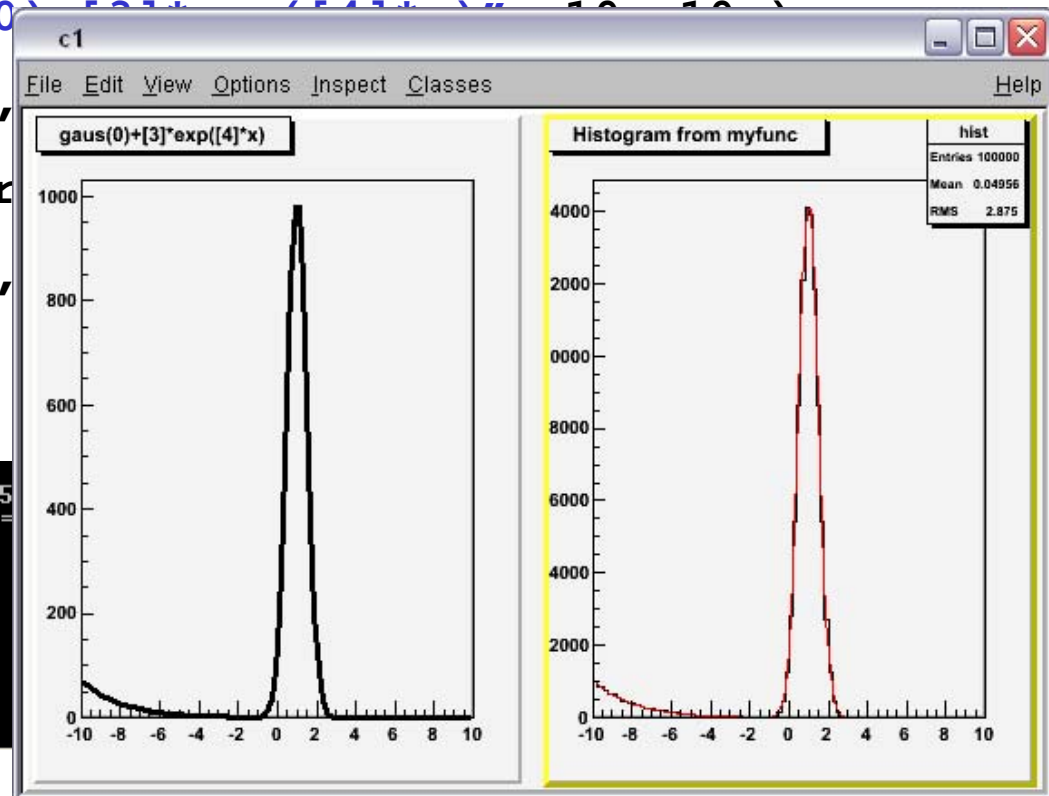 c1
File Edit View Options Inspect Classes Help
gaus(0)+[3]*exp([4]*x)
1000
800
600
400
200
0
-10 -8 -6 -4 -2 0 2 4 6 8 10
Histogram from myfunc
hist
Entries 100000
Mean 0.04956
RMS 2.875
4000
2000
0000
8000
6000
4000
2000
0
-10 -8 -6 -4 -2 0 2 4 6 8 10